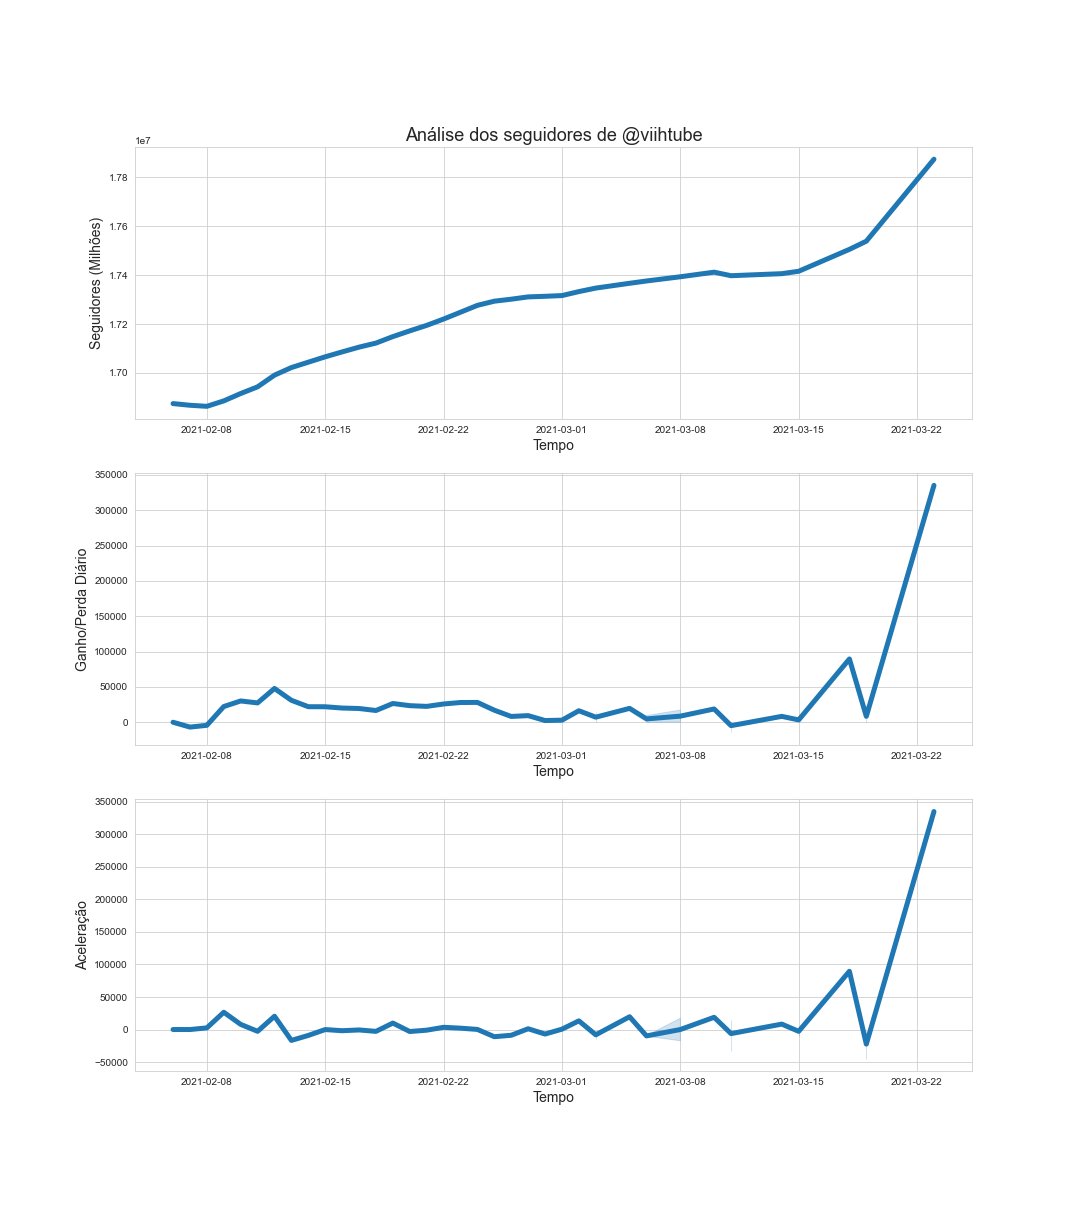 Análise dos seguidores de @viihtube
1e7
1.78
1.76
1.74
1.72
1.70
Seguidores (Milhões)
2021-02-08 2021-02-15 2021-02-22 2021-03-01 2021-03-08 2021-03-15 2021-03-22
Tempo
350000
300000
250000
200000
150000
100000
50000
0
Ganho/Perda Diário
2021-02-08 2021-02-15 2021-02-22 2021-03-01 2021-03-08 2021-03-15 2021-03-22
Tempo
350000
300000
250000
200000
150000
100000
50000
0
−50000
Aceleração
2021-02-08 2021-02-15 2021-02-22 2021-03-01 2021-03-08 2021-03-15 2021-03-22
Tempo